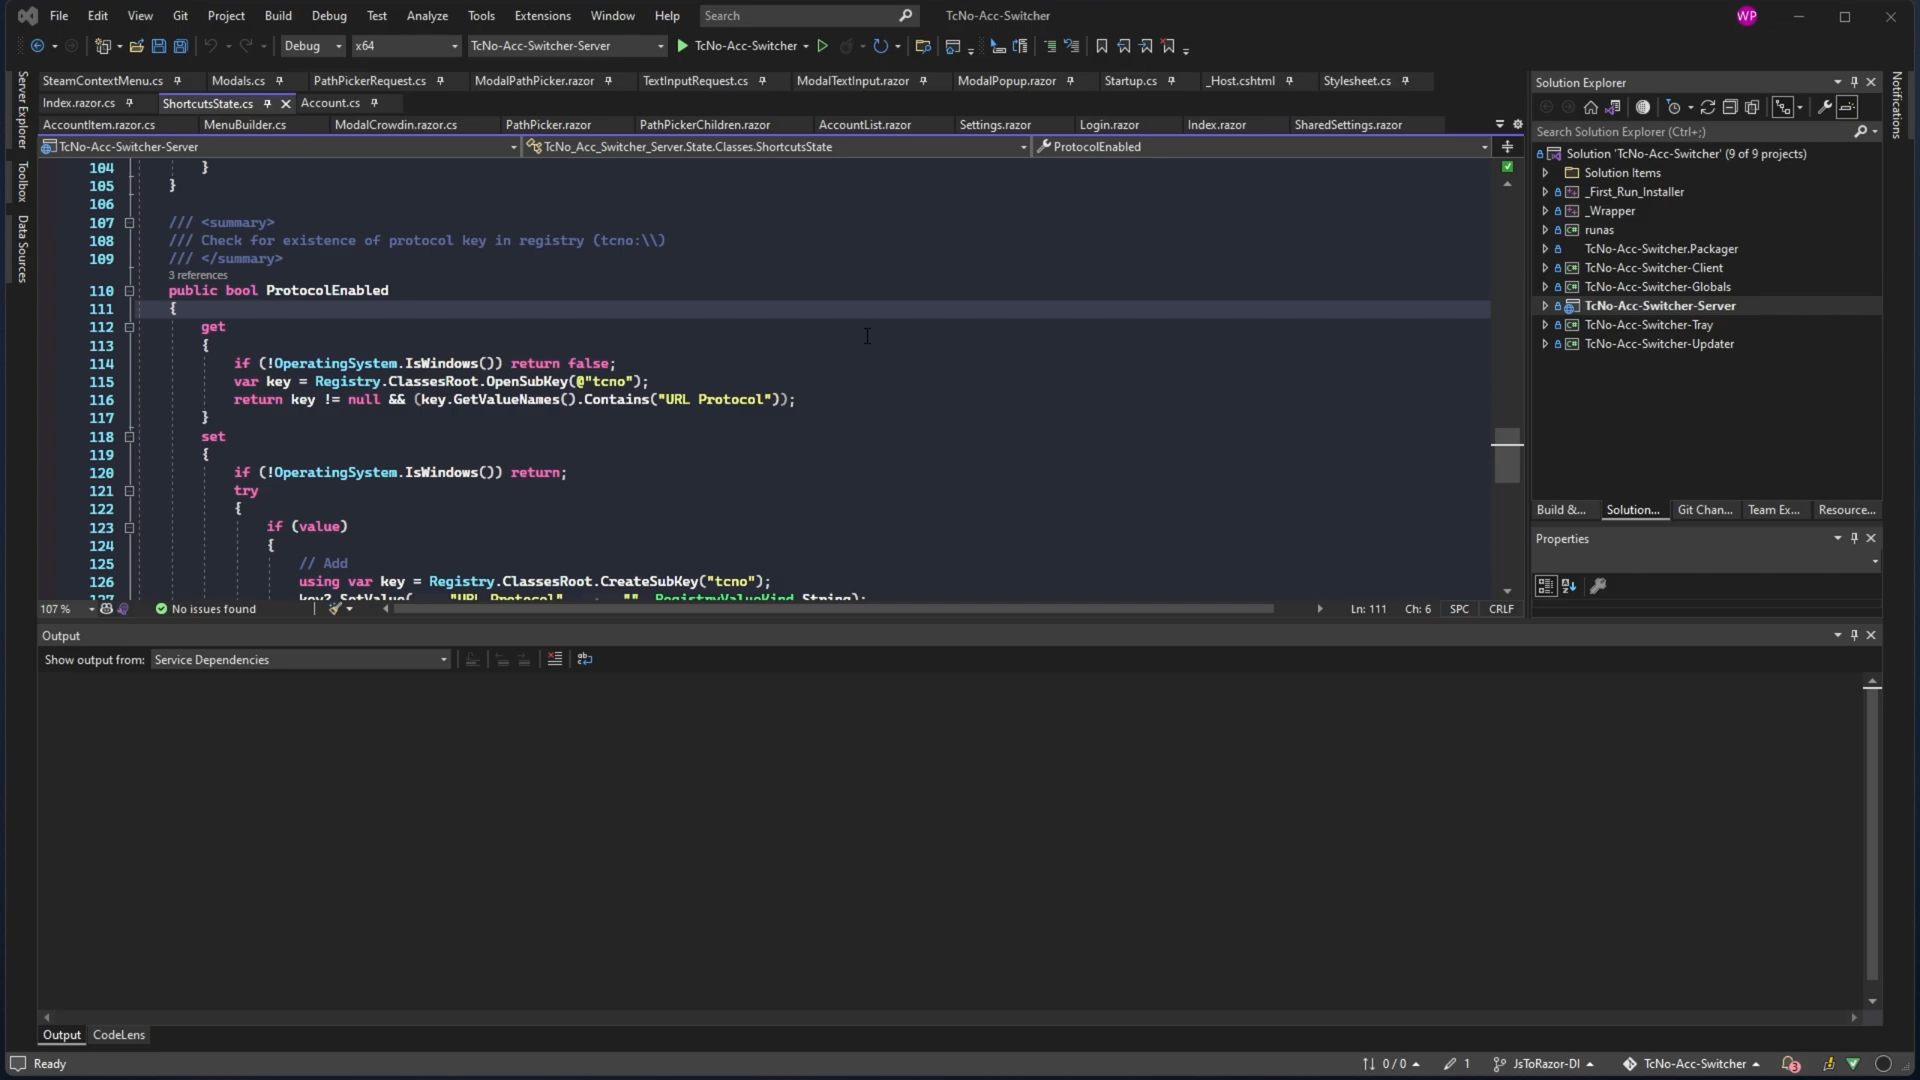 File Edit View Git Project Build Debug Test Analyze Tools Extensions Window Help Search TcNo-Acc-Switcher WP
Debug x64 TcNo-Acc-Switcher-Server TcNo-Acc-Switcher
Server Explorer
Toolbox
Data Sources
SteamContextMenu.cs Modals.cs PathPickerRequest.cs ModalPathPicker.razor TextInputRequest.cs ModalTextInput.razor ModalPopup.razor Startup.cs _Host.cshtml Stylesheet.cs
Index.razor.cs ShortcutsState.cs Account.cs
AccountItem.razor.cs MenuBuilder.cs ModalCrowdin.razor.cs PathPicker.razor PathPickerChildren.razor AccountList.razor Settings.razor Login.razor Index.razor SharedSettings.razor
TcNo-Acc-Switcher-Server TcNo_Acc_Switcher_Server.State.Classes.ShortcutsState ProtocolEnabled
104 }
105 }
106
107 /// <summary>
108 /// Check for existence of protocol key in registry (tcno:\\)
109 /// </summary>
3 references
110 public bool ProtocolEnabled
111 {
112 get
113 {
114 if (!OperatingSystem.IsWindows()) return false;
115 var key = Registry.ClassesRoot.OpenSubKey(@"tcno");
116 return key != null && (key.GetValueNames().Contains("URL Protocol"));
117 }
118 set
119 {
120 if (!OperatingSystem.IsWindows()) return;
121 try
122 {
123 if (value)
124 {
125 // Add
126 using var key = Registry.ClassesRoot.CreateSubKey("tcno");
127 key?.SetValue( "URL Protocol" "" RegistryValueKind.String);
107 % No issues found Ln: 111 Ch: 6 SPC CRLF
Solution Explorer
Search Solution Explorer (Ctrl+;)
Solution 'TcNo-Acc-Switcher' (9 of 9 projects)
Solution Items
_First_Run_Installer
_Wrapper
runas
TcNo-Acc-Switcher.Packager
TcNo-Acc-Switcher-Client
TcNo-Acc-Switcher-Globals
TcNo-Acc-Switcher-Server
TcNo-Acc-Switcher-Tray
TcNo-Acc-Switcher-Updater
Build &... Solution... Git Chan... Team Ex... Resource...
Properties
Notifications
Output
Show output from: Service Dependencies
Output CodeLens
Ready 0 / 0 1 JsToRazor-DI TcNo-Acc-Switcher 3